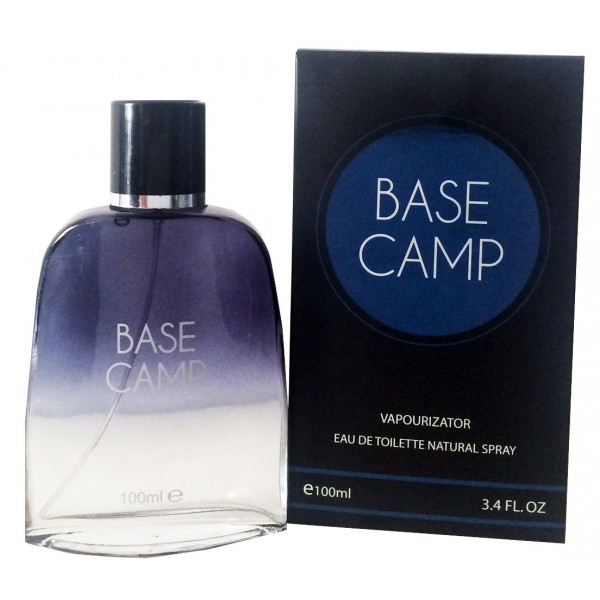 BASE
CAMP
100ml ℮
BASE
CAMP
VAPOURIZATOR
EAU DE TOILETTE NATURAL SPRAY
℮100ml
3.4 FL.OZ